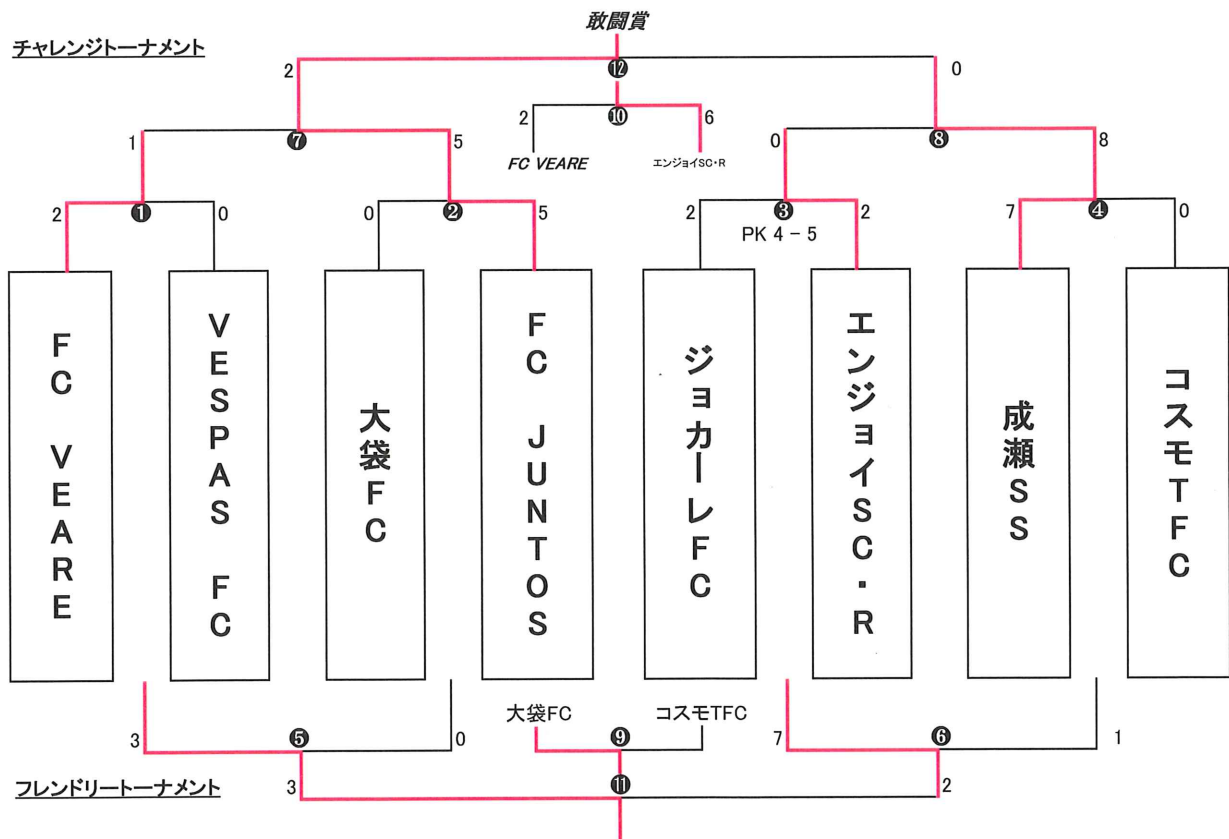 敢闘賞
チャレンジトーナメント
2
⓬
0
2
❿
6
1
❼
5
FC VEARE
エンジョイSC・R
0
❽
8
2
❶
0
0
❷
5
2
❸
2
7
❹
0
PK 4 − 5
FC VEARE
VESPAS FC
大袋FC
FC JUNTOS
ジョカーレFC
エンジョイSC・R
成瀬SS
コスモTFC
大袋FC
コスモTFC
3
❺
0
❾
7
❻
1
フレンドリートーナメント
3
⓫
2